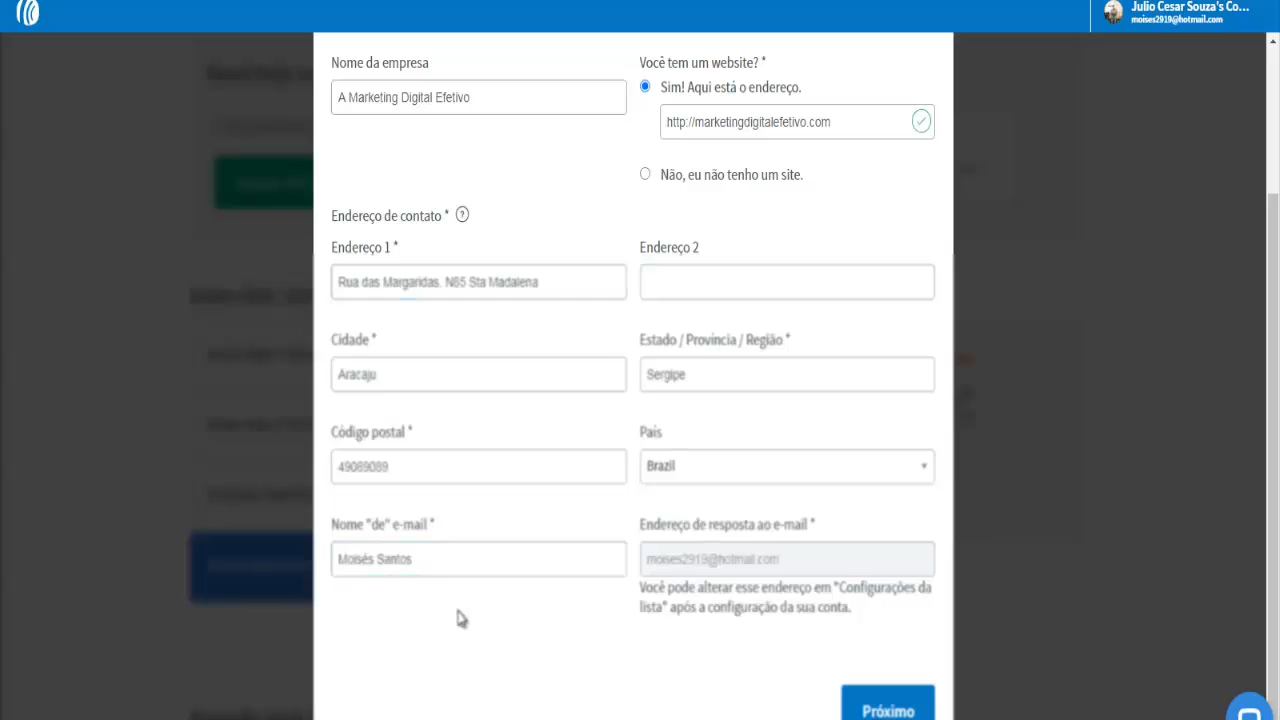 Julio Cesar Souza's Co...
moises2919@hotmail.com
Nome da empresa
A Marketing Digital Efetivo
Você tem um website? *
Sim! Aqui está o endereço.
http://marketingdigitalefetivo.com
Não, eu não tenho um site.
Endereço de contato * ?
Endereço 1 *
Rua das Margaridas. N65 Sta Madalena
Endereço 2
Cidade *
Aracaju
Estado / Província / Região *
Sergipe
Código postal *
49089089
País
Brazil
Nome "de" e-mail *
Moisés Santos
Endereço de resposta ao e-mail *
moises2919@hotmail.com
Você pode alterar esse endereço em "Configurações da
lista" após a configuração da sua conta.
Próximo